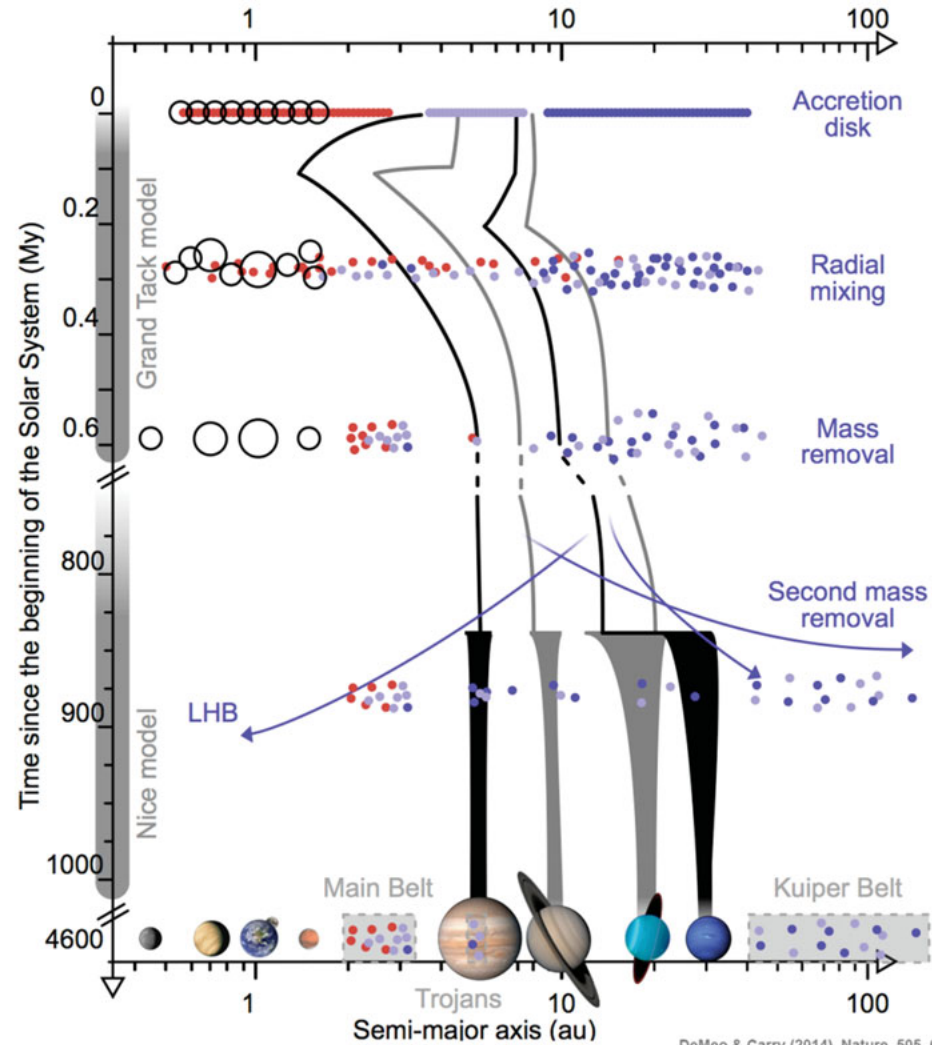 1
10
100
0
Accretion
disk
0.2
Radial
mixing
0.4
0.6
Mass
removal
Grand Tack model
Time since the beginning of the Solar System (My)
800
Second mass
removal
LHB
900
Nice model
1000
Main Belt
Kuiper Belt
4600
Trojans
1
10
100
Semi-major axis (au)
DeMeo & Carry (2014), Nature, 505,